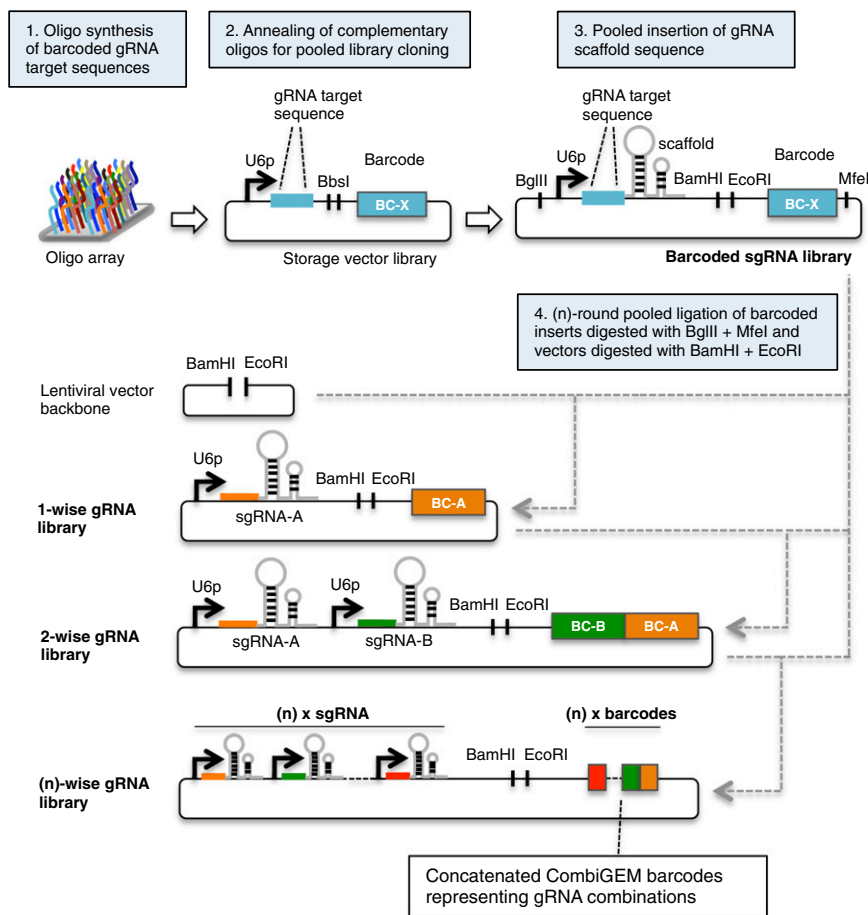 1. Oligo synthesis
of barcoded gRNA
target sequences
2. Annealing of complementary
oligos for pooled library cloning
3. Pooled insertion of gRNA
scaffold sequence
Oligo array
gRNA target
sequence
U6p
BbsI
Barcode
BC-X
Storage vector library
gRNA target
sequence
scaffold
BglII
U6p
BamHI
EcoRI
Barcode
MfeI
BC-X
Barcoded sgRNA library
4. (n)-round pooled ligation of barcoded
inserts digested with BglII + MfeI and
vectors digested with BamHI + EcoRI
Lentiviral vector
backbone
BamHI
EcoRI
1-wise gRNA
library
U6p
sgRNA-A
BamHI
EcoRI
BC-A
2-wise gRNA
library
U6p
sgRNA-A
U6p
sgRNA-B
BamHI
EcoRI
BC-B
BC-A
(n)-wise gRNA
library
(n) x sgRNA
BamHI
EcoRI
(n) x barcodes
Concatenated CombiGEM barcodes
representing gRNA combinations